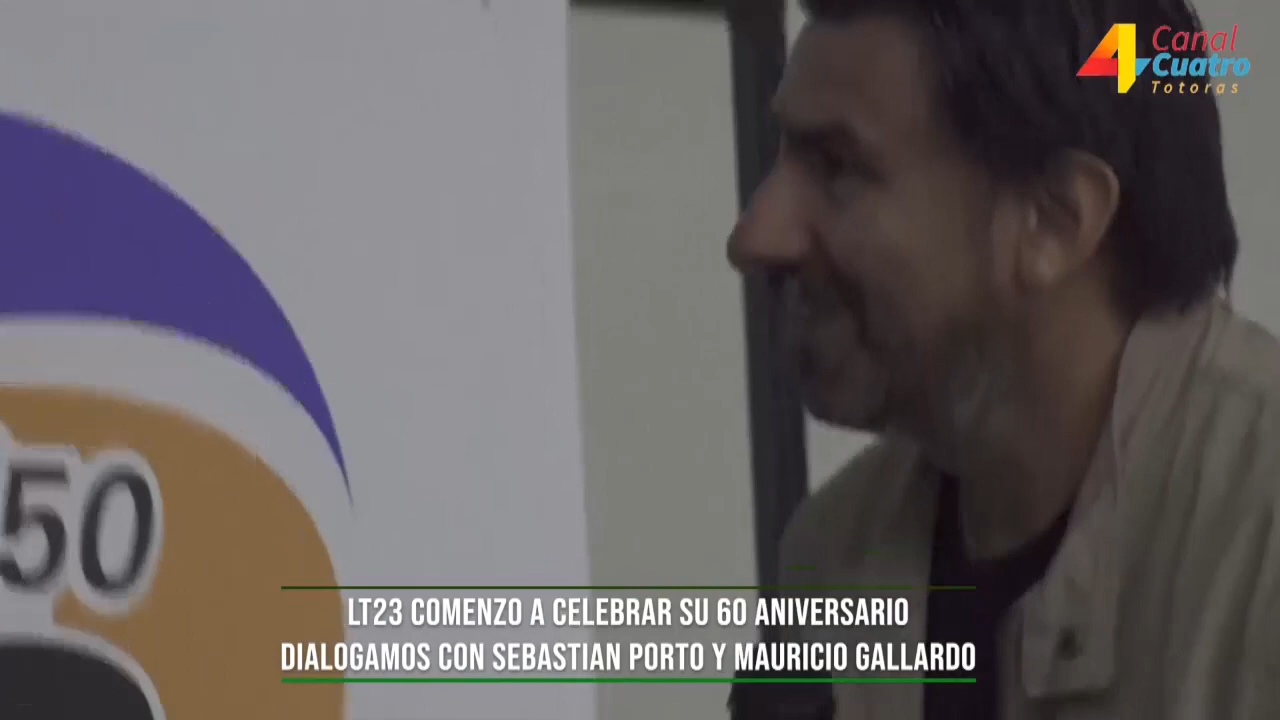 Canal
Cuatro
Totoras
50
LT23 COMENZO A CELEBRAR SU 60 ANIVERSARIO
DIALOGAMOS CON SEBASTIAN PORTO Y MAURICIO GALLARDO